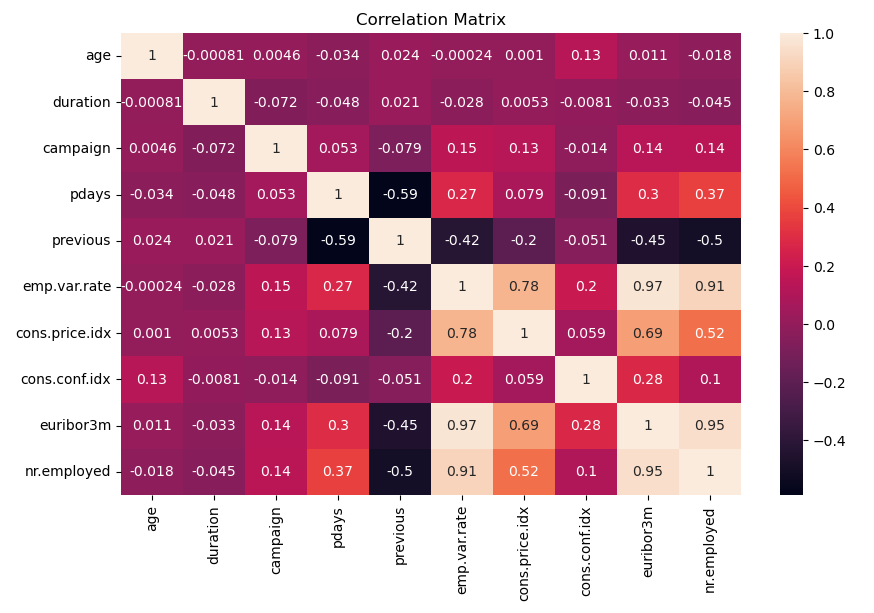 Correlation Matrix
age 1 -0.00081 0.0046 -0.034 0.024 -0.00024 0.001 0.13 0.011 -0.018
duration -0.00081 1 -0.072 -0.048 0.021 -0.028 0.0053 -0.0081 -0.033 -0.045
campaign 0.0046 -0.072 1 0.053 -0.079 0.15 0.13 -0.014 0.14 0.14
pdays -0.034 -0.048 0.053 1 -0.59 0.27 0.079 -0.091 0.3 0.37
previous 0.024 0.021 -0.079 -0.59 1 -0.42 -0.2 -0.051 -0.45 -0.5
emp.var.rate -0.00024 -0.028 0.15 0.27 -0.42 1 0.78 0.2 0.97 0.91
cons.price.idx 0.001 0.0053 0.13 0.079 -0.2 0.78 1 0.059 0.69 0.52
cons.conf.idx 0.13 -0.0081 -0.014 -0.091 -0.051 0.2 0.059 1 0.28 0.1
euribor3m 0.011 -0.033 0.14 0.3 -0.45 0.97 0.69 0.28 1 0.95
nr.employed -0.018 -0.045 0.14 0.37 -0.5 0.91 0.52 0.1 0.95 1
age duration campaign pdays previous emp.var.rate cons.price.idx cons.conf.idx euribor3m nr.employed
1.0
0.8
0.6
0.4
0.2
0.0
−0.2
−0.4